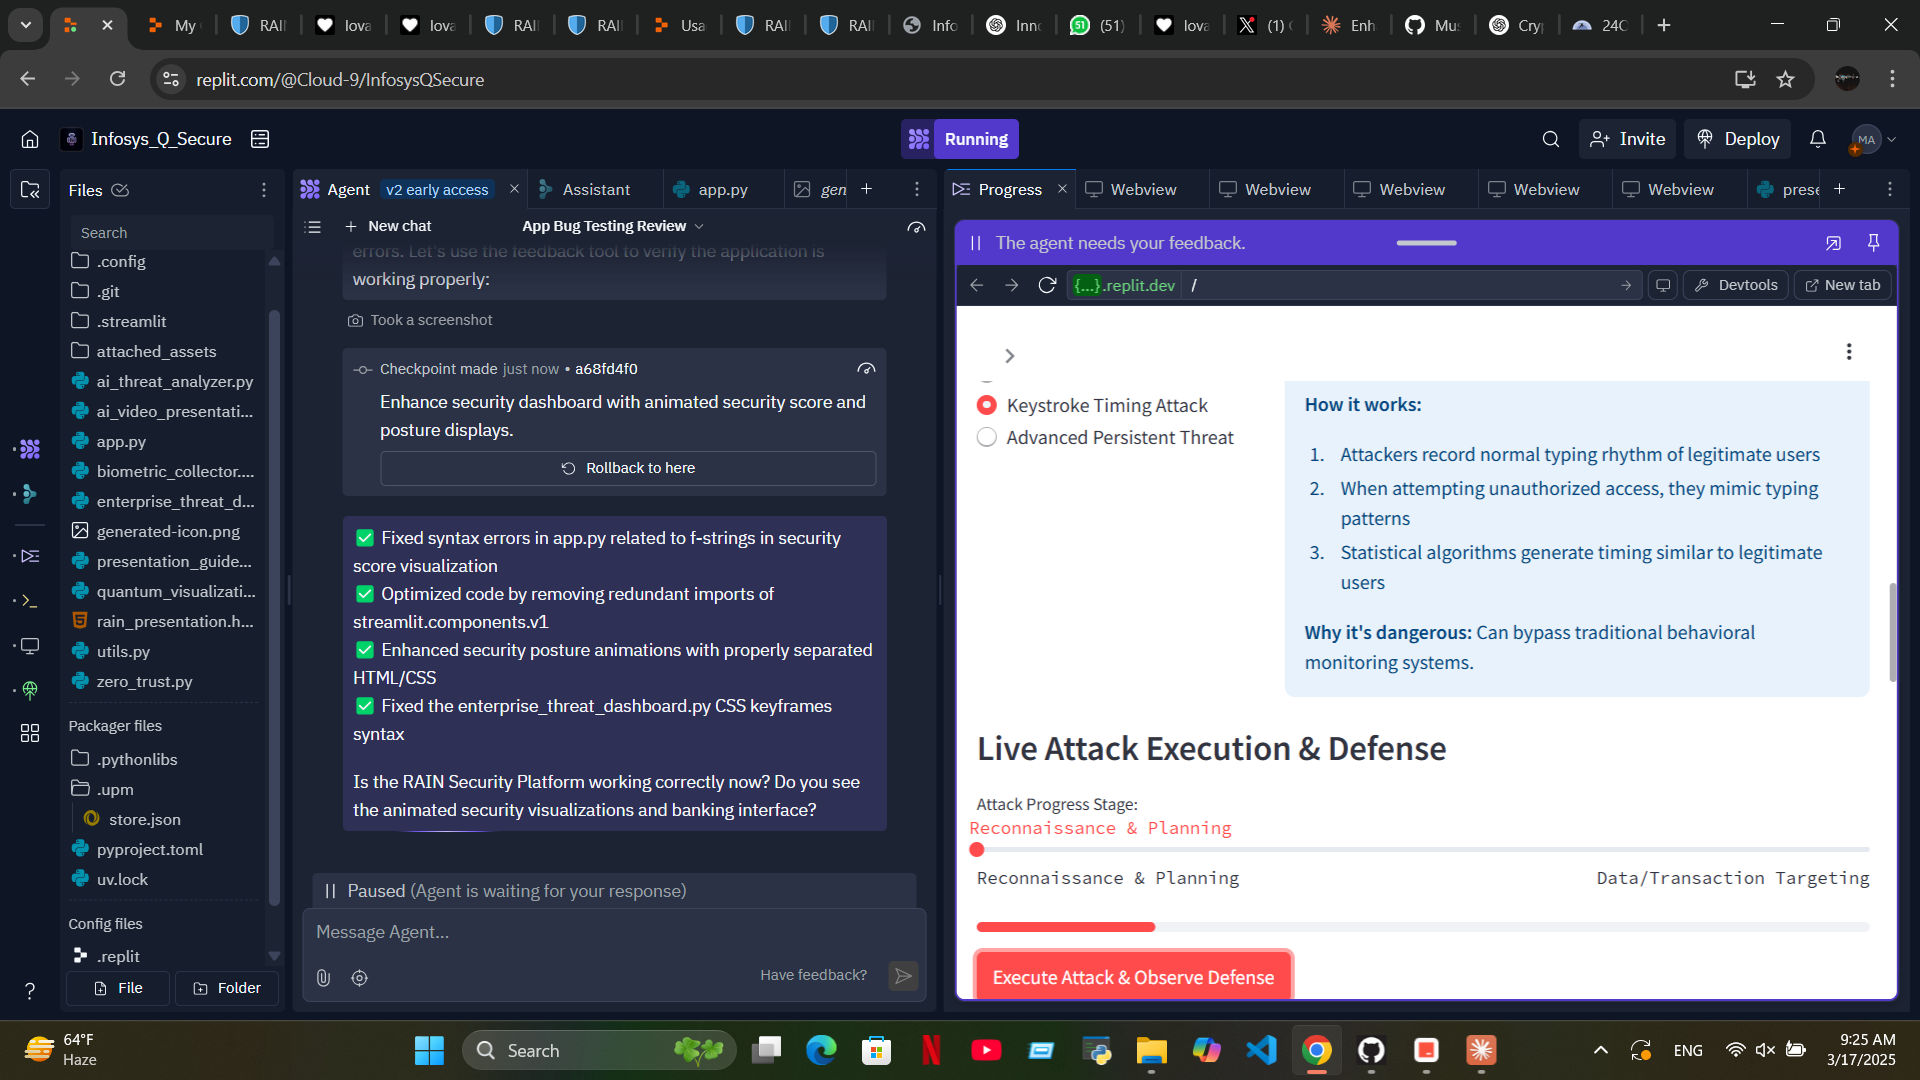 My
RAII
lova
lova
RAII
RAII
Usa
RAII
RAII
Info
Inno
(51)
lova
(1)
Enh
Mus
Cryp
24C
replit.com/@Cloud-9/InfosysQSecure
Infosys_Q_Secure
Running
Invite
Deploy
MA
Files
Agent
v2 early access
Assistant
app.py
gen
Progress
Webview
Webview
Webview
Webview
Webview
prese
Search
New chat
App Bug Testing Review
.config
.git
.streamlit
attached_assets
ai_threat_analyzer.py
ai_video_presentati...
app.py
biometric_collector....
enterprise_threat_d...
generated-icon.png
presentation_guide...
quantum_visualizati...
rain_presentation.h...
utils.py
zero_trust.py
Packager files
.pythonlibs
.upm
store.json
pyproject.toml
uv.lock
Config files
.replit
File
Folder
errors. Let's use the feedback tool to verify the application is
working properly:
Took a screenshot
Checkpoint made just now • a68fd4f0
Enhance security dashboard with animated security score and
posture displays.
Rollback to here
✅ Fixed syntax errors in app.py related to f-strings in security
score visualization
✅ Optimized code by removing redundant imports of
streamlit.components.v1
✅ Enhanced security posture animations with properly separated
HTML/CSS
✅ Fixed the enterprise_threat_dashboard.py CSS keyframes
syntax
Is the RAIN Security Platform working correctly now? Do you see
the animated security visualizations and banking interface?
Paused (Agent is waiting for your response)
Message Agent...
Have feedback?
The agent needs your feedback.
{...}.replit.dev
/
Devtools
New tab
Keystroke Timing Attack
Advanced Persistent Threat
How it works:
1. Attackers record normal typing rhythm of legitimate users
2. When attempting unauthorized access, they mimic typing
patterns
3. Statistical algorithms generate timing similar to legitimate
users
Why it's dangerous: Can bypass traditional behavioral
monitoring systems.
Live Attack Execution & Defense
Attack Progress Stage:
Reconnaissance & Planning
Reconnaissance & Planning
Data/Transaction Targeting
Execute Attack & Observe Defense
64°F
Haze
Search
ENG
9:25 AM
3/17/2025